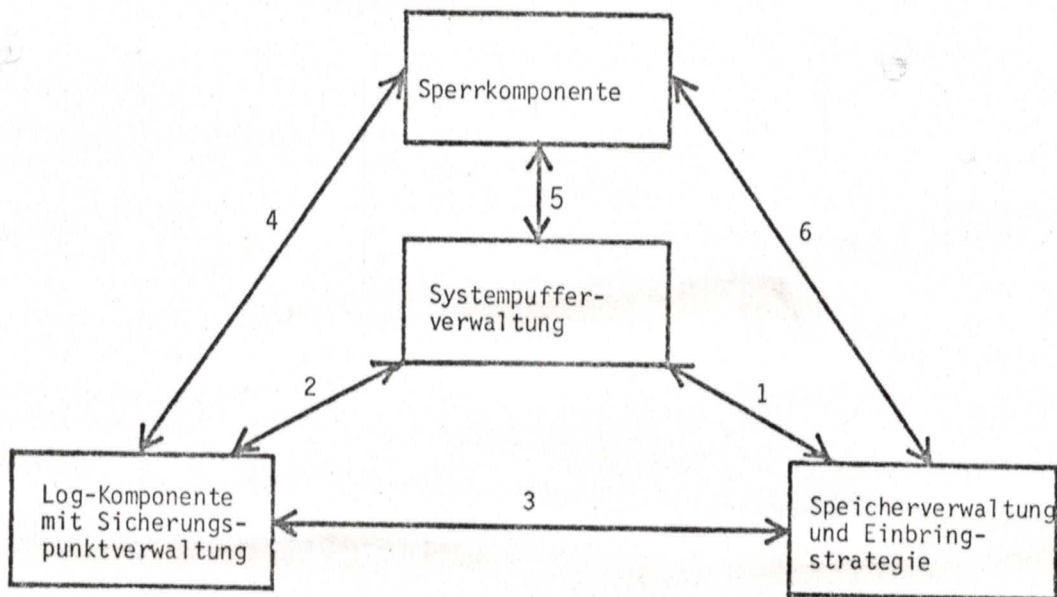 Sperrkomponente
4
5
6
Systempuffer-
verwaltung
2
1
Log-Komponente
mit Sicherungs-
punktverwaltung
3
Speicherverwaltung
und Einbring-
strategie